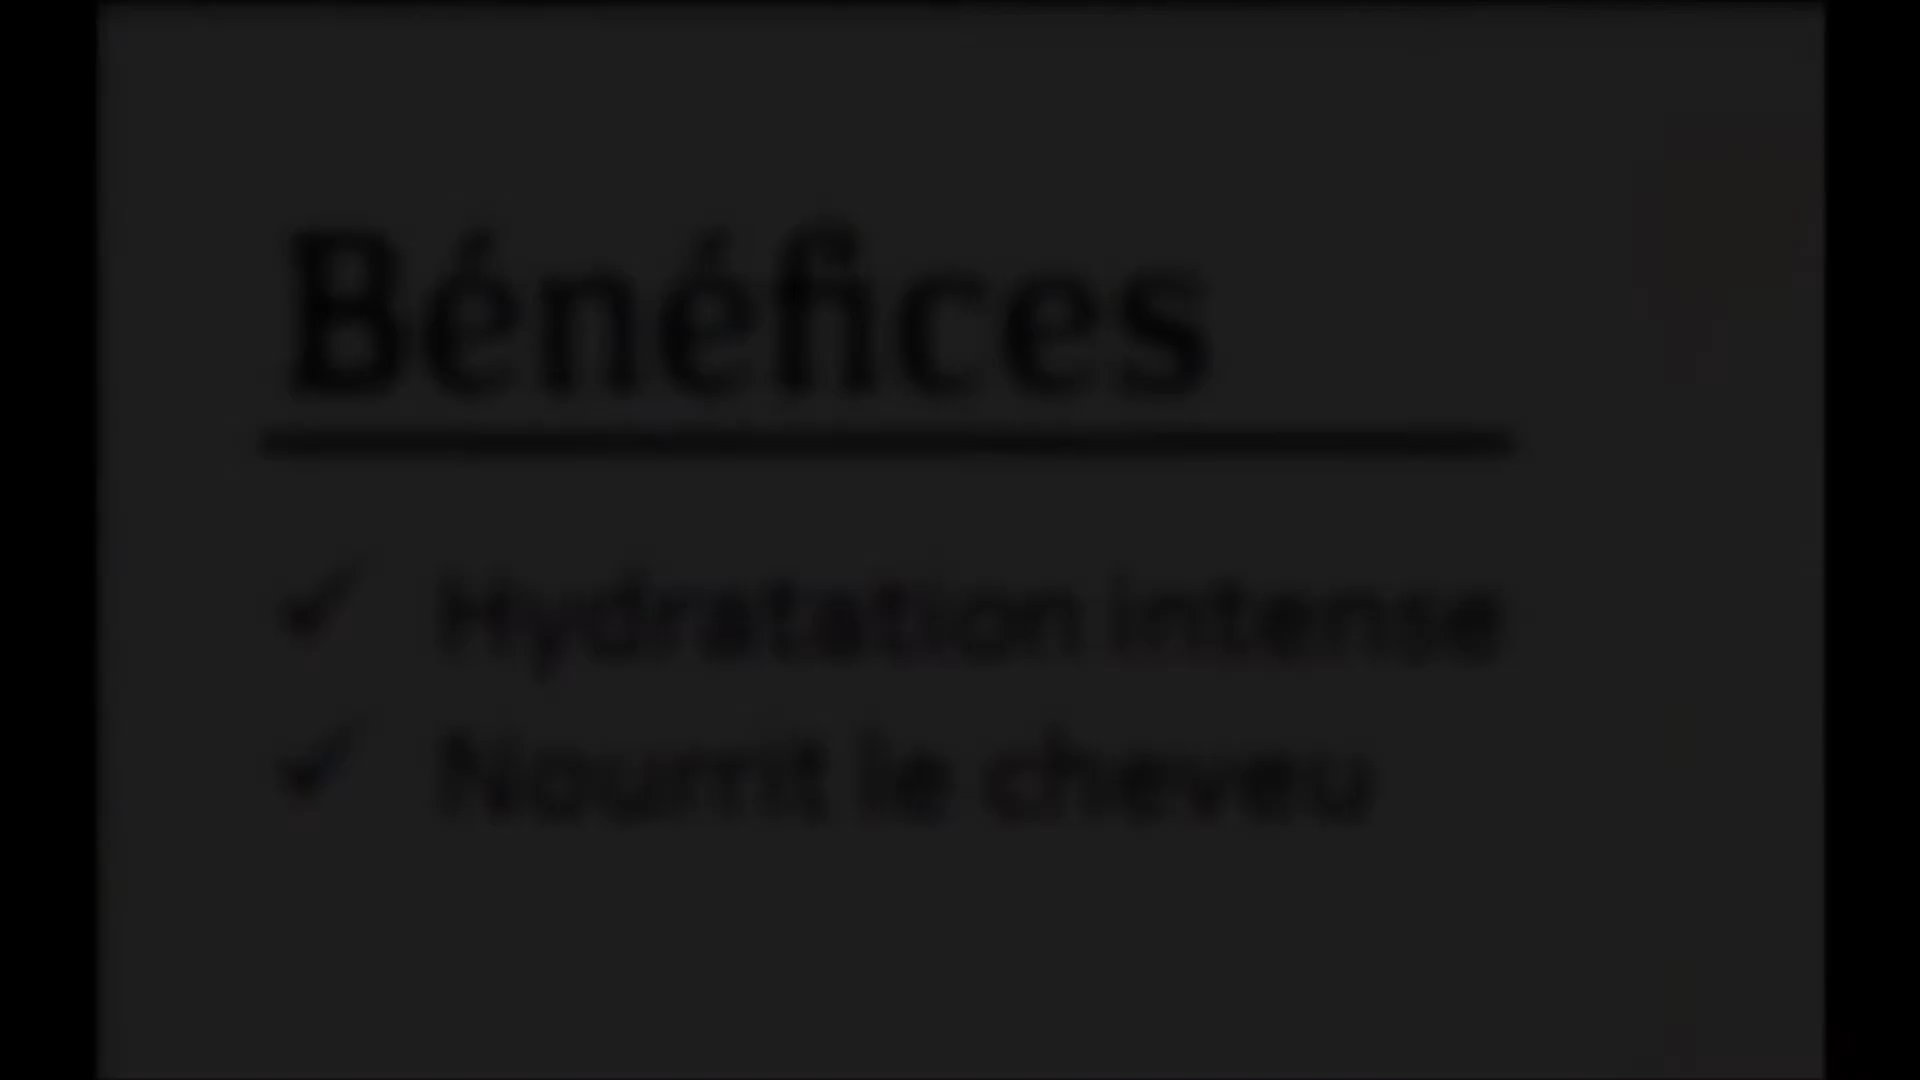 Bénéfices
✓ Hydratation intense
✓ Nourrit le cheveu